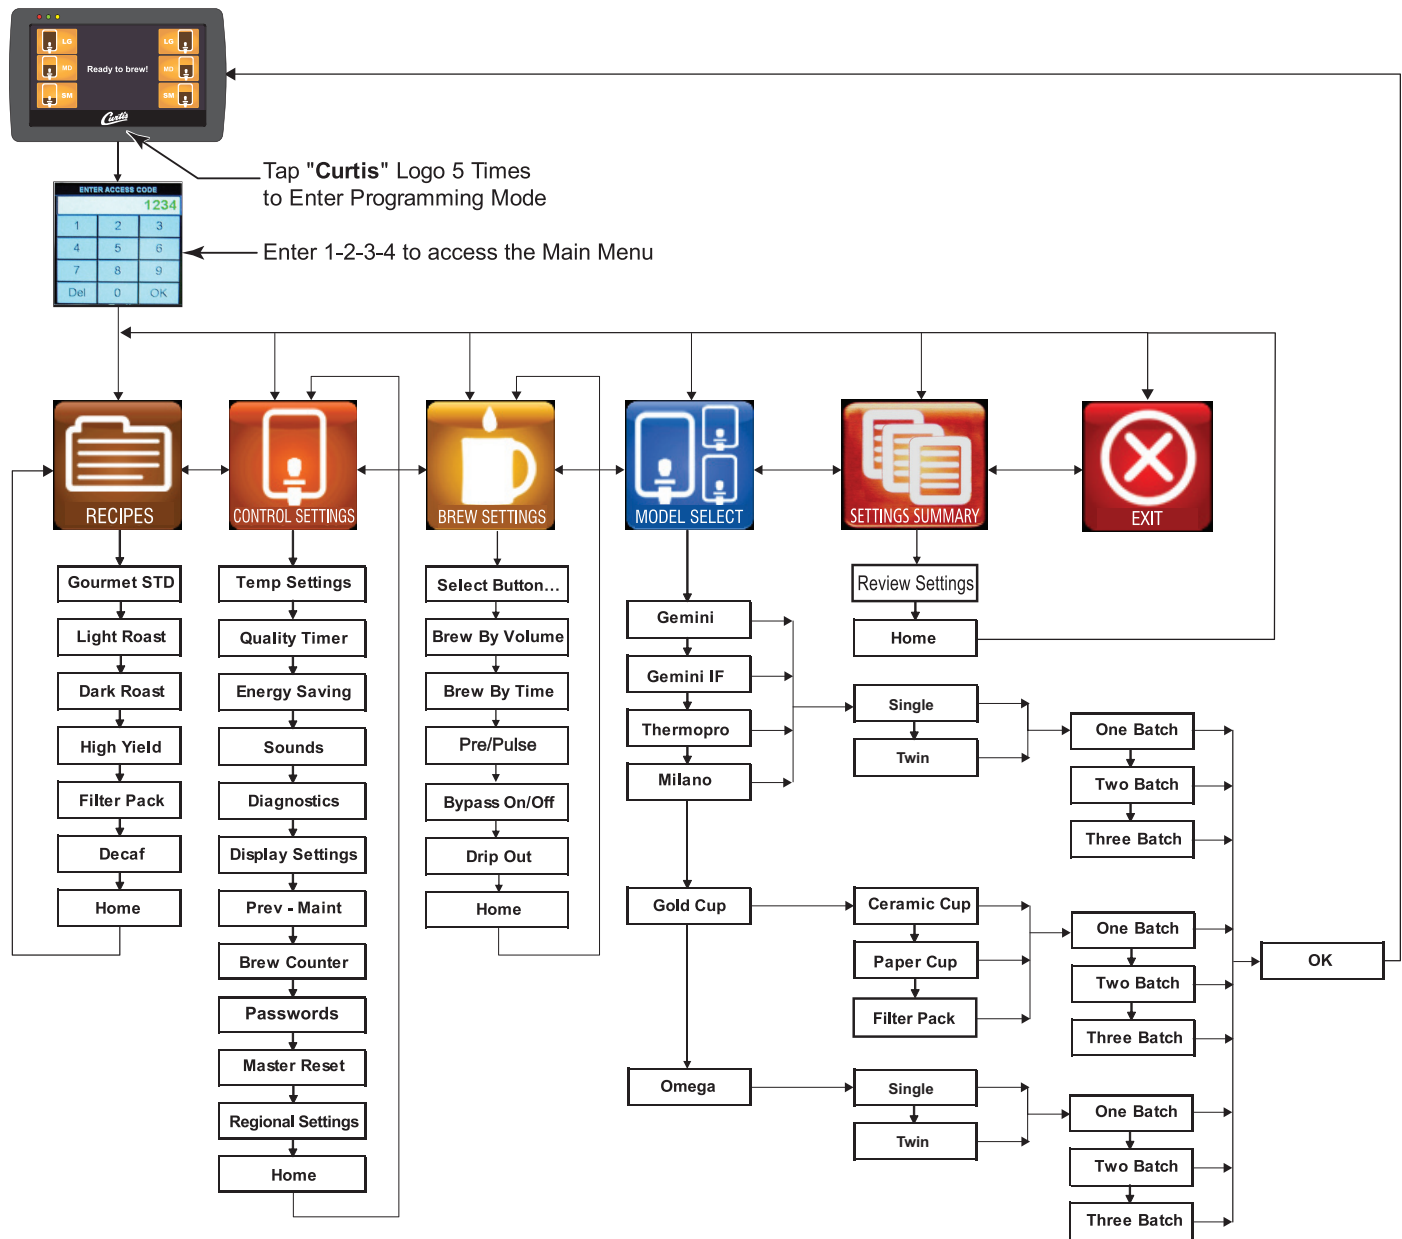 LG
LG
MD
Ready to brew!
MD
SM
SM
Curtis
Tap "Curtis" Logo 5 Times
to Enter Programming Mode
ENTER ACCESS CODE
1234
1 2 3
4 5 6
7 8 9
Del 0 OK
Enter 1-2-3-4 to access the Main Menu
RECIPES
CONTROL SETTINGS
BREW SETTINGS
MODEL SELECT
SETTINGS SUMMARY
EXIT
Gourmet STD
Light Roast
Dark Roast
High Yield
Filter Pack
Decaf
Home
Temp Settings
Quality Timer
Energy Saving
Sounds
Diagnostics
Display Settings
Prev - Maint
Brew Counter
Passwords
Master Reset
Regional Settings
Home
Select Button...
Brew By Volume
Brew By Time
Pre/Pulse
Bypass On/Off
Drip Out
Home
Gemini
Gemini IF
Thermopro
Milano
Gold Cup
Omega
Review Settings
Home
Single
Twin
One Batch
Two Batch
Three Batch
Ceramic Cup
Paper Cup
Filter Pack
One Batch
Two Batch
Three Batch
Single
Twin
One Batch
Two Batch
Three Batch
OK